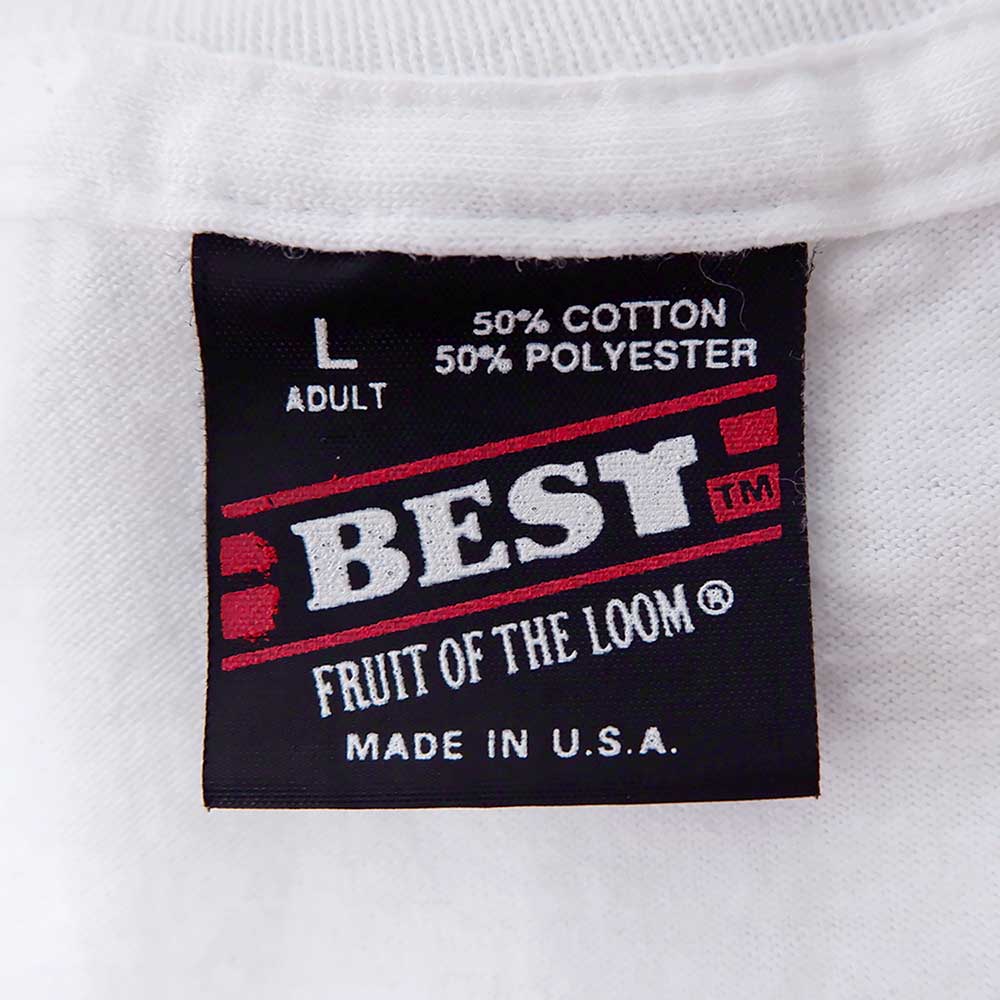 L
ADULT
50% COTTON
50% POLYESTER
BEST™
FRUIT OF THE LOOM®
MADE IN U.S.A.